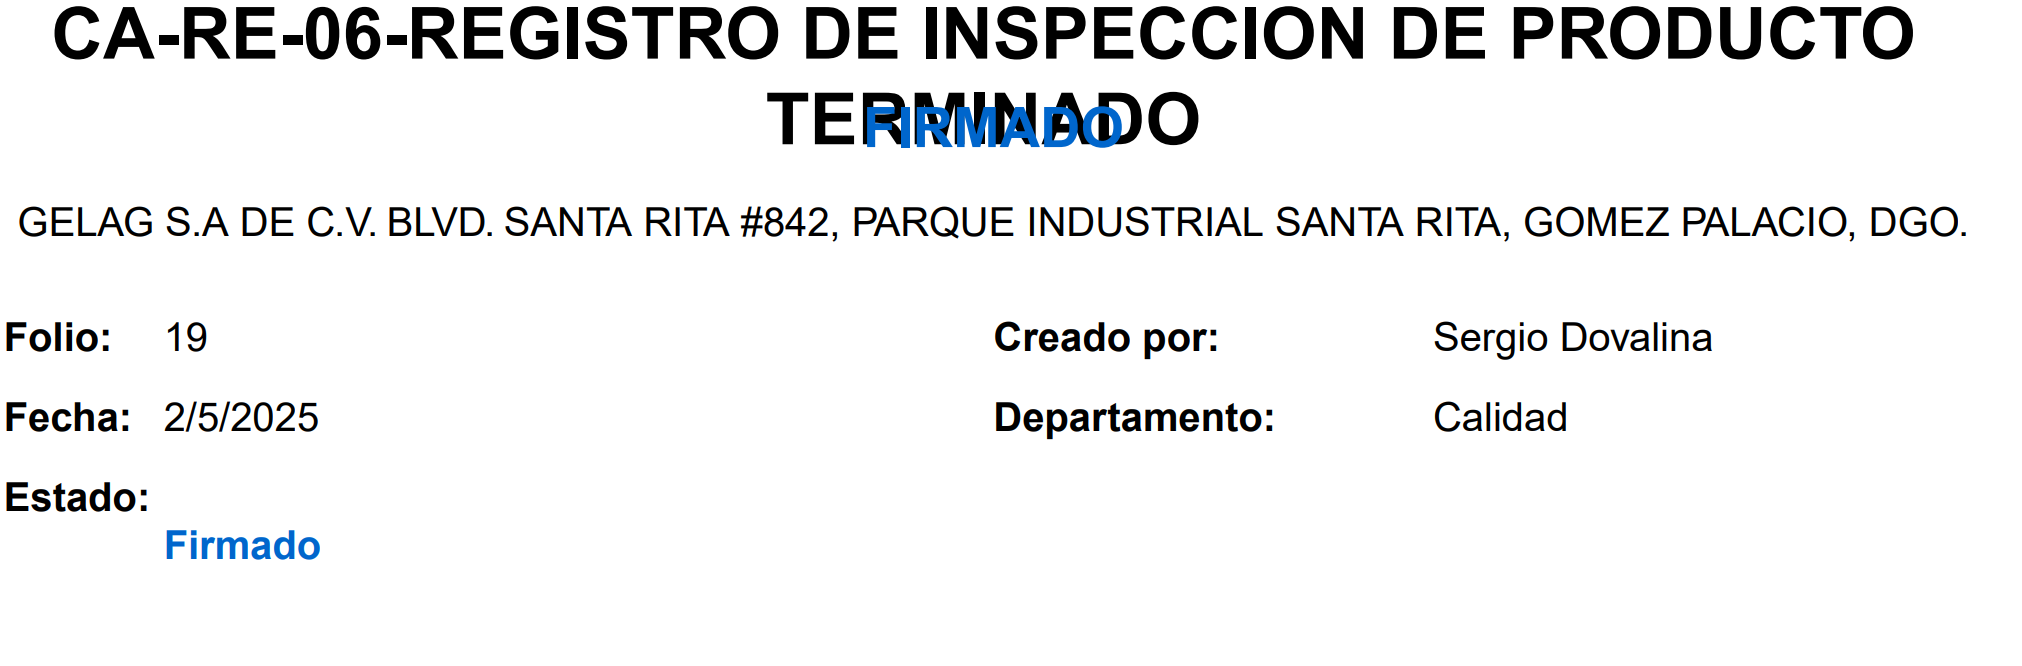 CA-RE-06-REGISTRO DE INSPECCION DE PRODUCTO
TERMINADO
FIRMADO
GELAG S.A DE C.V. BLVD. SANTA RITA #842, PARQUE INDUSTRIAL SANTA RITA, GOMEZ PALACIO, DGO.
Folio: 19 Creado por: Sergio Dovalina
Fecha: 2/5/2025 Departamento: Calidad
Estado:
Firmado